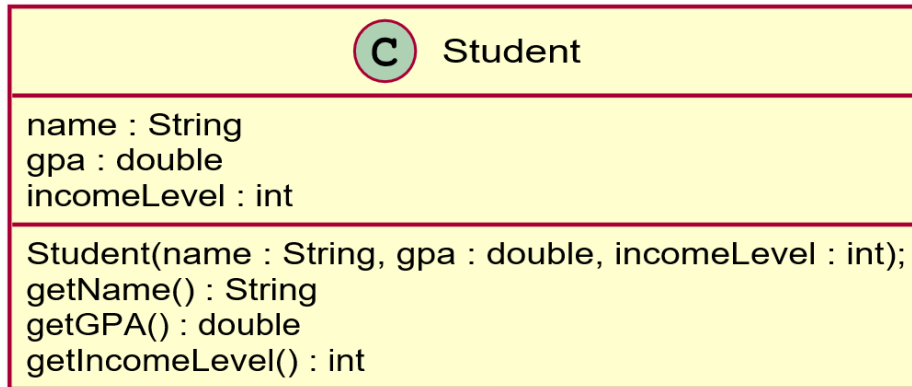 C Student
name : String
gpa : double
incomeLevel : int
Student(name : String, gpa : double, incomeLevel : int);
getName() : String
getGPA() : double
getIncomeLevel() : int